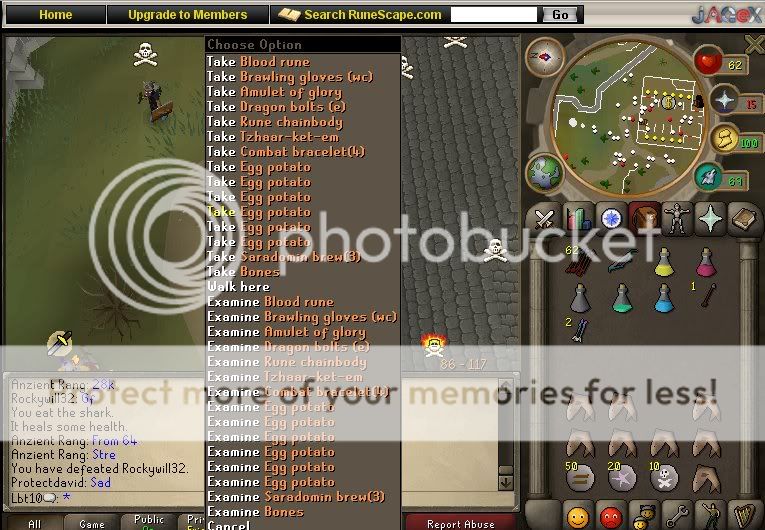 Home
Upgrade to Members
Search RuneScape.com
Go
JAGeX
Choose Option
Take Blood rune
Take Brawling gloves (wc)
Take Amulet of glory
Take Dragon bolts (e)
Take Rune chainbody
Take Tzhaar-ket-em
Take Combat bracelet(4)
Take Egg potato
Take Egg potato
Take Egg potato
Take Egg potato
Take Egg potato
Take Egg potato
Take Saradomin brew(3)
Take Bones
Walk here
Examine Blood rune
Examine Brawling gloves (wc)
Examine Amulet of glory
Examine Dragon bolts (e)
Examine Rune chainbody
Examine Tzhaar-ket-em
Examine Combat bracelet(4)
Examine Egg potato
Examine Egg potato
Examine Egg potato
Examine Egg potato
Examine Egg potato
Examine Egg potato
Examine Saradomin brew(3)
Examine Bones
Cancel
62
15
100
69
62
1
2
50
20
10
86 - 117
photobucket
Protect more of your memories for less!
Ancient Rang: 28k
Rockywill32: Gf
You eat the shark.
It heals some health.
Ancient Rang: From 64
Ancient Rang: Stre
You have defeated Rockywill32.
Protectdavid: Sad
Lbt10: *
All
Game
Public
On
Report Abuse